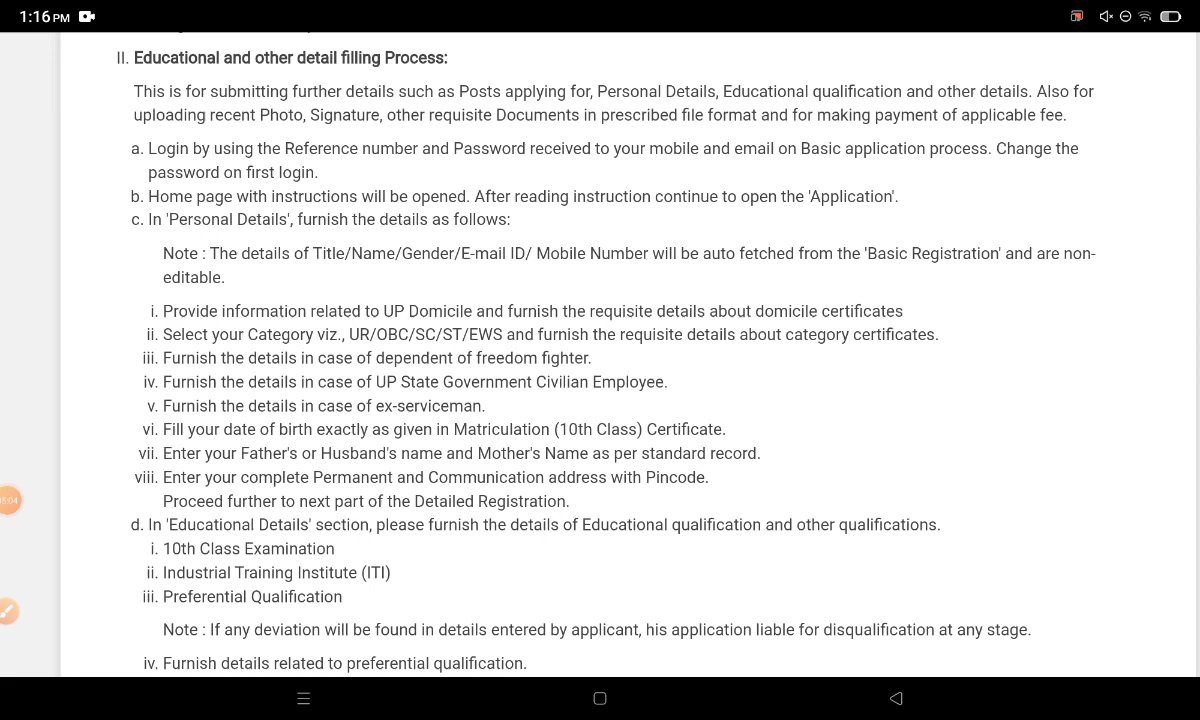 1:16 PM
II. Educational and other detail filling Process:
This is for submitting further details such as Posts applying for, Personal Details, Educational qualification and other details. Also for
uploading recent Photo, Signature, other requisite Documents in prescribed file format and for making payment of applicable fee.
a. Login by using the Reference number and Password received to your mobile and email on Basic application process. Change the
password on first login.
b. Home page with instructions will be opened. After reading instruction continue to open the 'Application'.
c. In 'Personal Details', furnish the details as follows:
Note : The details of Title/Name/Gender/E-mail ID/ Mobile Number will be auto fetched from the 'Basic Registration' and are non-
editable.
i. Provide information related to UP Domicile and furnish the requisite details about domicile certificates
ii. Select your Category viz., UR/OBC/SC/ST/EWS and furnish the requisite details about category certificates.
iii. Furnish the details in case of dependent of freedom fighter.
iv. Furnish the details in case of UP State Government Civilian Employee.
v. Furnish the details in case of ex-serviceman.
vi. Fill your date of birth exactly as given in Matriculation (10th Class) Certificate.
vii. Enter your Father's or Husband's name and Mother's Name as per standard record.
viii. Enter your complete Permanent and Communication address with Pincode.
Proceed further to next part of the Detailed Registration.
05:04
d. In 'Educational Details' section, please furnish the details of Educational qualification and other qualifications.
i. 10th Class Examination
ii. Industrial Training Institute (ITI)
iii. Preferential Qualification
Note : If any deviation will be found in details entered by applicant, his application liable for disqualification at any stage.
iv. Furnish details related to preferential qualification.